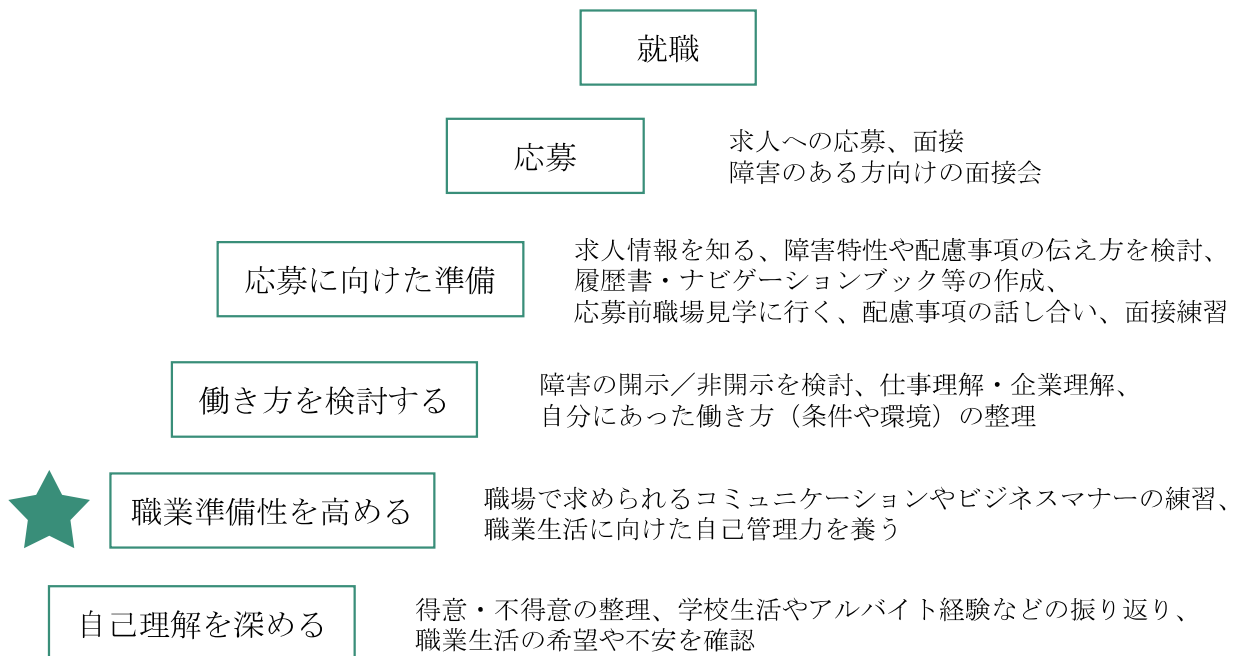 就職
応募
求人への応募、面接
障害のある方向けの面接会
応募に向けた準備
求人情報を知る、障害特性や配慮事項の伝え方を検討、
履歴書・ナビゲーションブック等の作成、
応募前職場見学に行く、配慮事項の話し合い、面接練習
働き方を検討する
障害の開示／非開示を検討、仕事理解・企業理解、
自分にあった働き方（条件や環境）の整理
職業準備性を高める
職場で求められるコミュニケーションやビジネスマナーの練習、
職業生活に向けた自己管理力を養う
自己理解を深める
得意・不得意の整理、学校生活やアルバイト経験などの振り返り、
職業生活の希望や不安を確認